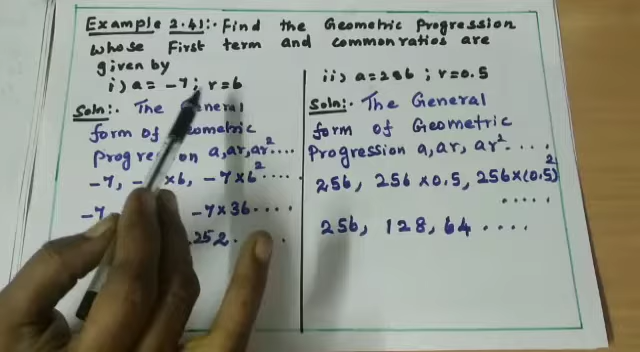 Example 2.41:- Find the Geometric Progression
whose First term and common ratios are
given by
i) a = -7 ; r = 6
Soln:- The General
form of Geometric
Progression a, ar, ar²....
-7, - ×6, -7×6²....
-7, -7×36....
252....
ii) a=256 ; r=0.5
Soln:- The General
form of Geometric
Progression a, ar, ar²....
256, 256×0.5, 256×(0.5)²
.....
256, 128, 64 ....